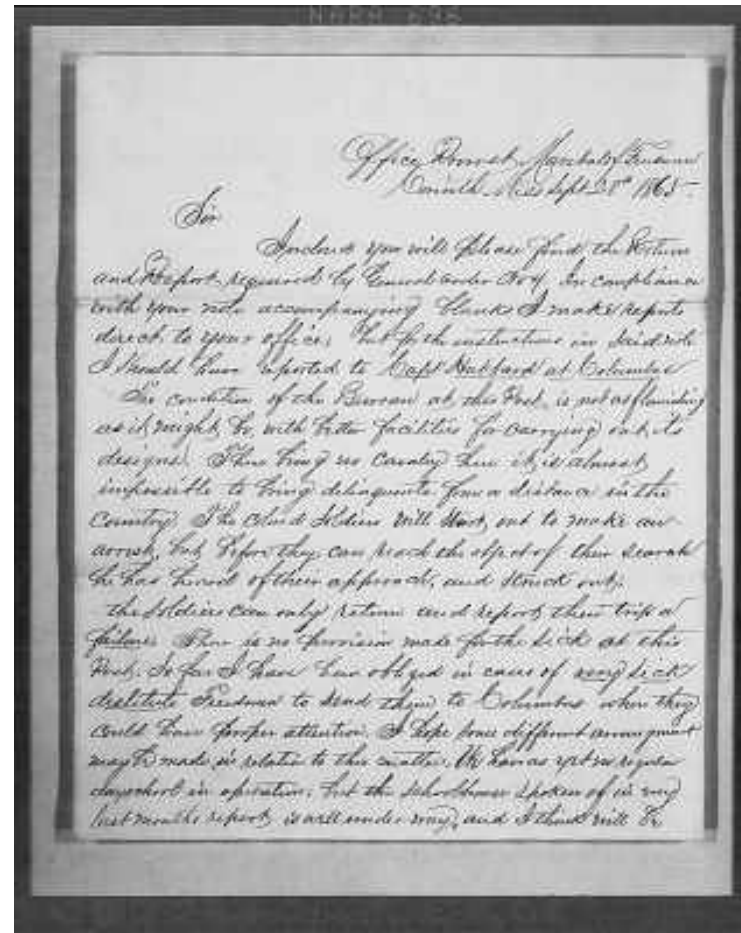 Office Provost Marshal of Freedmen
Corinth Miss Sept 28th 1865
Sir
Inclosed you will please find the Return
and Report required by General order No 4. In compliance
with your note accompanying blanks I make reports
direct to your office; but for the instructions in said note
I should have reported to Capt Hubbard at Columbus
The condition of the Bureau at this Post, is not as flourishing
as it might be, with better facilities for carrying out its
designs. There being no Cavalry here it is almost
impossible to bring delinquents from a distance in the
Country. The colored Soldiers will start out to make an
arrest, but before they can reach the object of their search
he has heard of their approach, and struck out;
the Soldiers can only return and report their trip a
failure. There is no provision made for the sick at this
Post. So far I have been obliged in cases of very sick
destitute Freedmen to send them to Columbus where they
could have proper attention. I hope some different arrangment
may be made in relation to this matter. We have as yet no regular
day school in operation; but the schoolhouse spoken of in my
last months report, is well under way, and I think will be